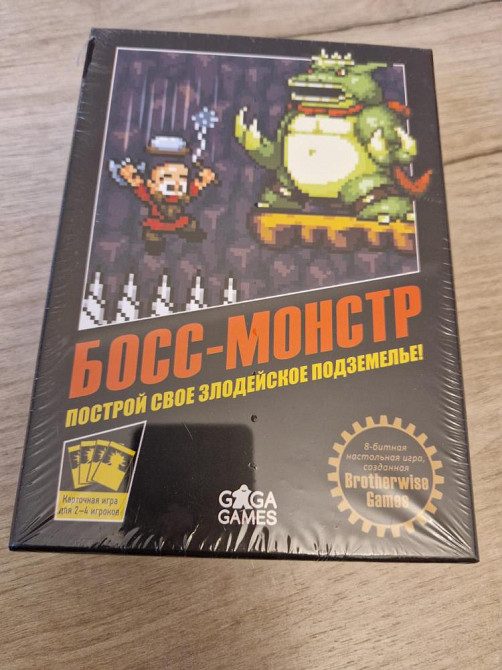 БОСС-МОНСТР
ПОСТРОЙ СВОЕ ЗЛОДЕЙСКОЕ ПОДЗЕМЕЛЬЕ!
Карточная игра
для 2–4 игроков
GAGA
GAMES
8-битная
настольная игра,
созданная
Brotherwise
Games